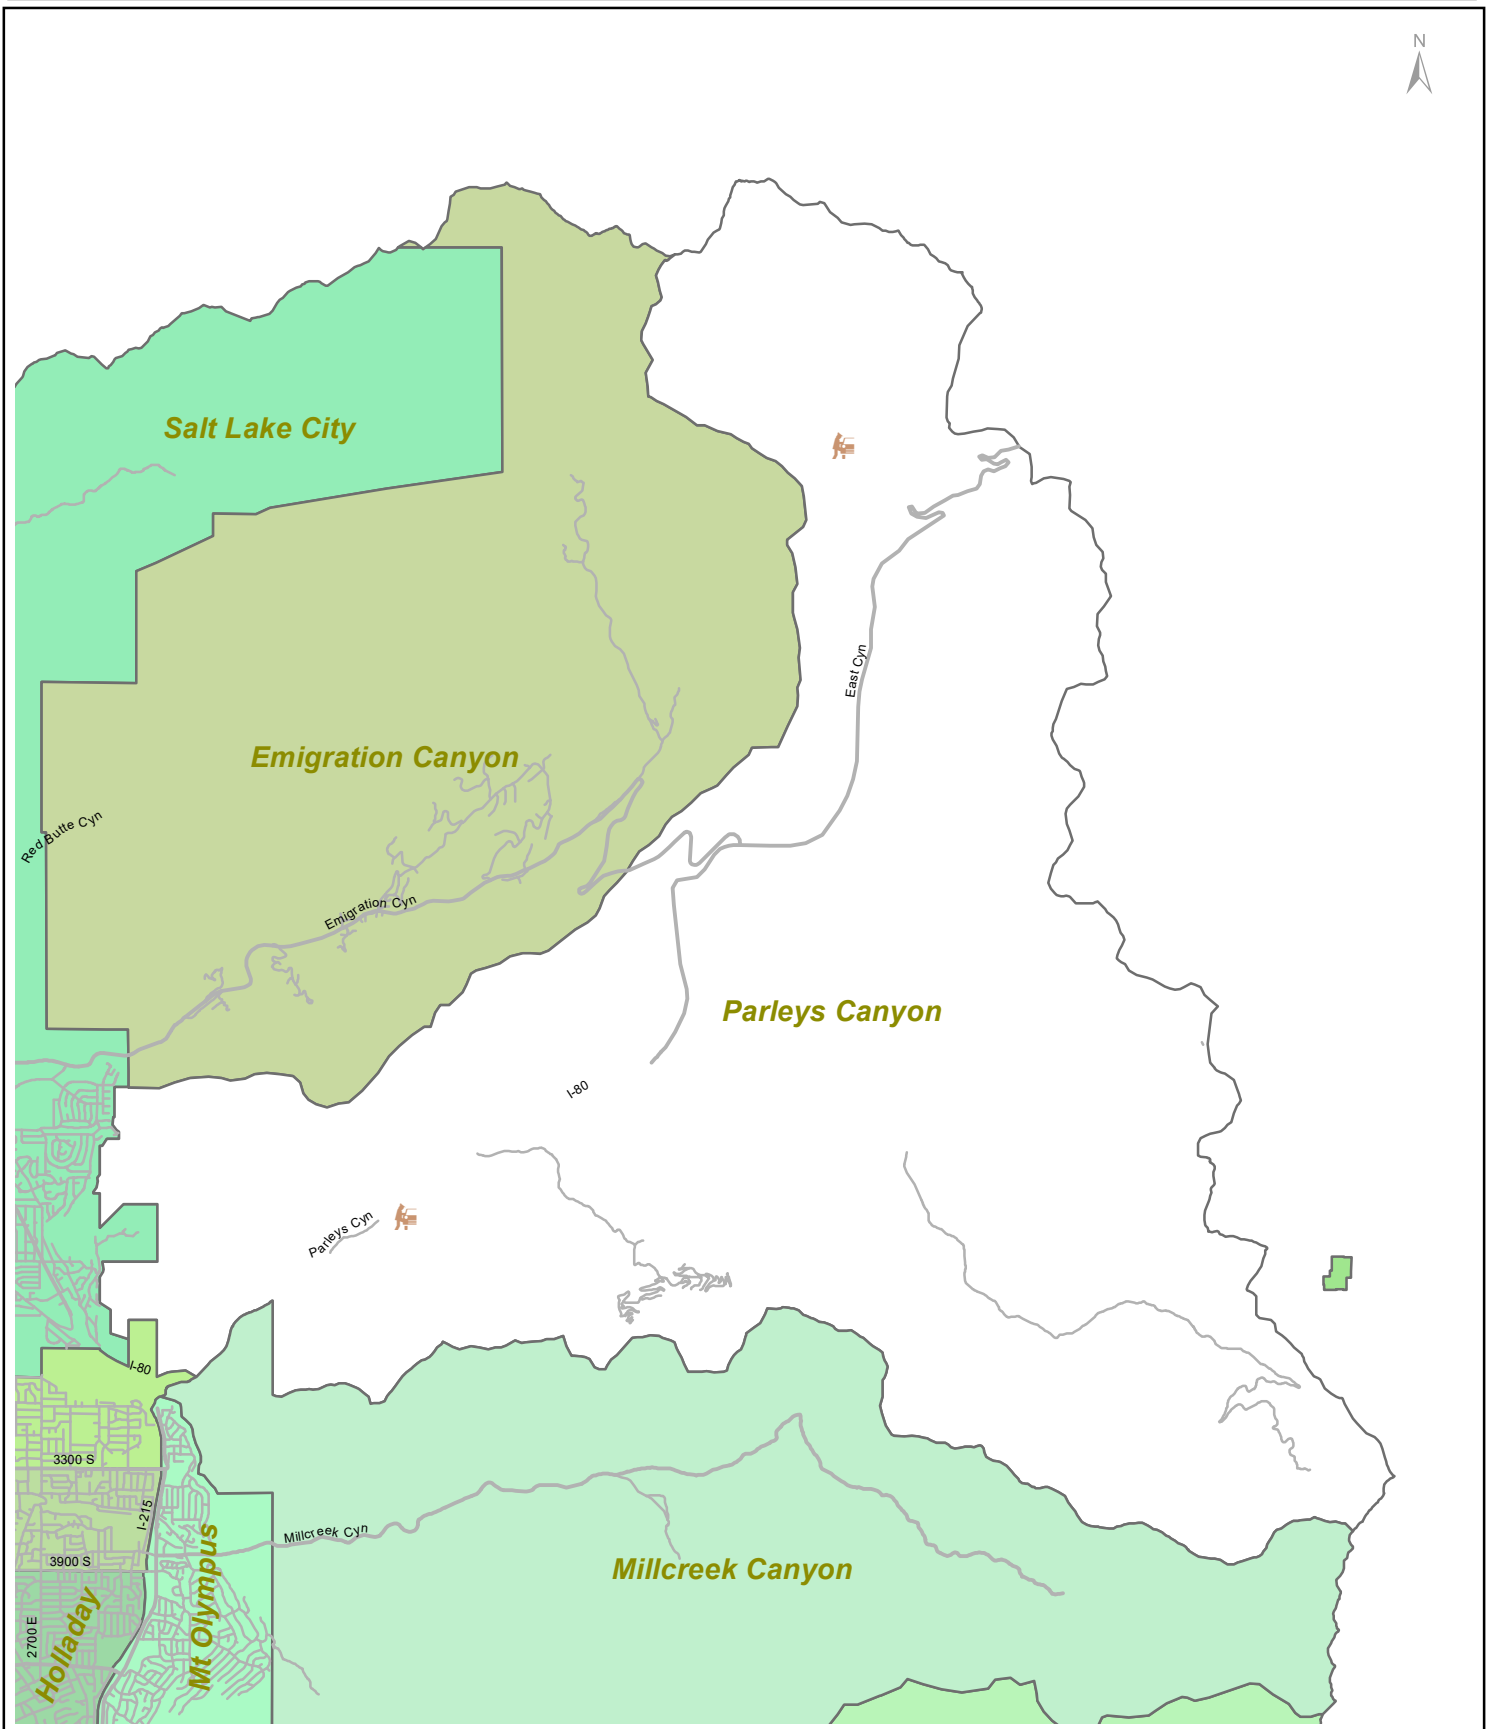 N
Salt Lake City
East Cyn
Emigration Canyon
Red Butte Cyn
Emigration Cyn
Parleys Canyon
I-80
Parleys Cyn
I-80
3300 S
I-215
Millcreek Cyn
3900 S
Millcreek Canyon
Mt Olympus
2700 E
Holladay